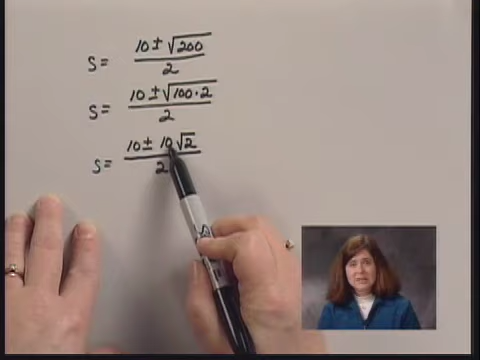 s = (10 ± √200) / 2
s = (10 ± √100·2) / 2
s = (10 ± 10√2) / 2